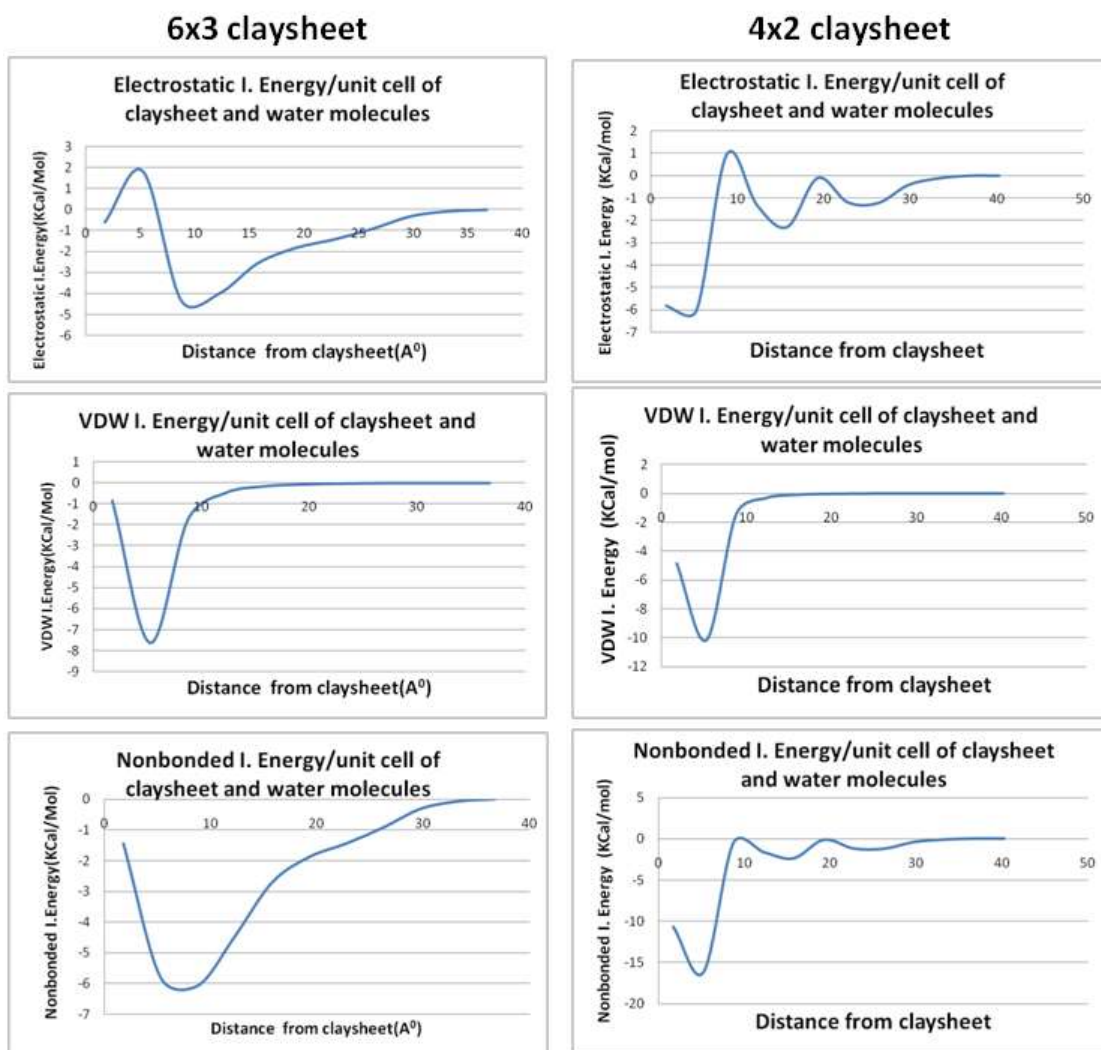 6x3 claysheet
4x2 claysheet
Electrostatic I. Energy/unit cell of
claysheet and water molecules
Electrostatic I.Energy(KCal/Mol)
3
2
1
0
-1
-2
-3
-4
-5
-6
0 5 10 15 20 25 30 35 40
Distance from claysheet(A⁰)
Electrostatic I. Energy/unit cell of
claysheet and water molecules
Electrostatic I. Energy (KCal/mol)
2
1
0
-1
-2
-3
-4
-5
-6
-7
0 10 20 30 40 50
Distance from claysheet
VDW I. Energy/unit cell of claysheet and
water molecules
VDW I.Energy(KCal/Mol)
1
0
-1
-2
-3
-4
-5
-6
-7
-8
-9
0 10 20 30 40
Distance from claysheet(A⁰)
VDW I. Energy/unit cell of claysheet and
water molecules
VDW I. Energy (KCal/mol)
2
0
-2
-4
-6
-8
-10
-12
0 10 20 30 40 50
Distance from claysheet
Nonbonded I. Energy/unit cell of
claysheet and water molecules
Nonbonded I.Energy(KCal/Mol)
0
-1
-2
-3
-4
-5
-6
-7
0 10 20 30 40
Distance from claysheet(A⁰)
Nonbonded I. Energy/unit cell of claysheet
and water molecules
Nonbonded I. Energy (KCal/mol)
5
0
-5
-10
-15
-20
0 10 20 30 40 50
Distance from claysheet